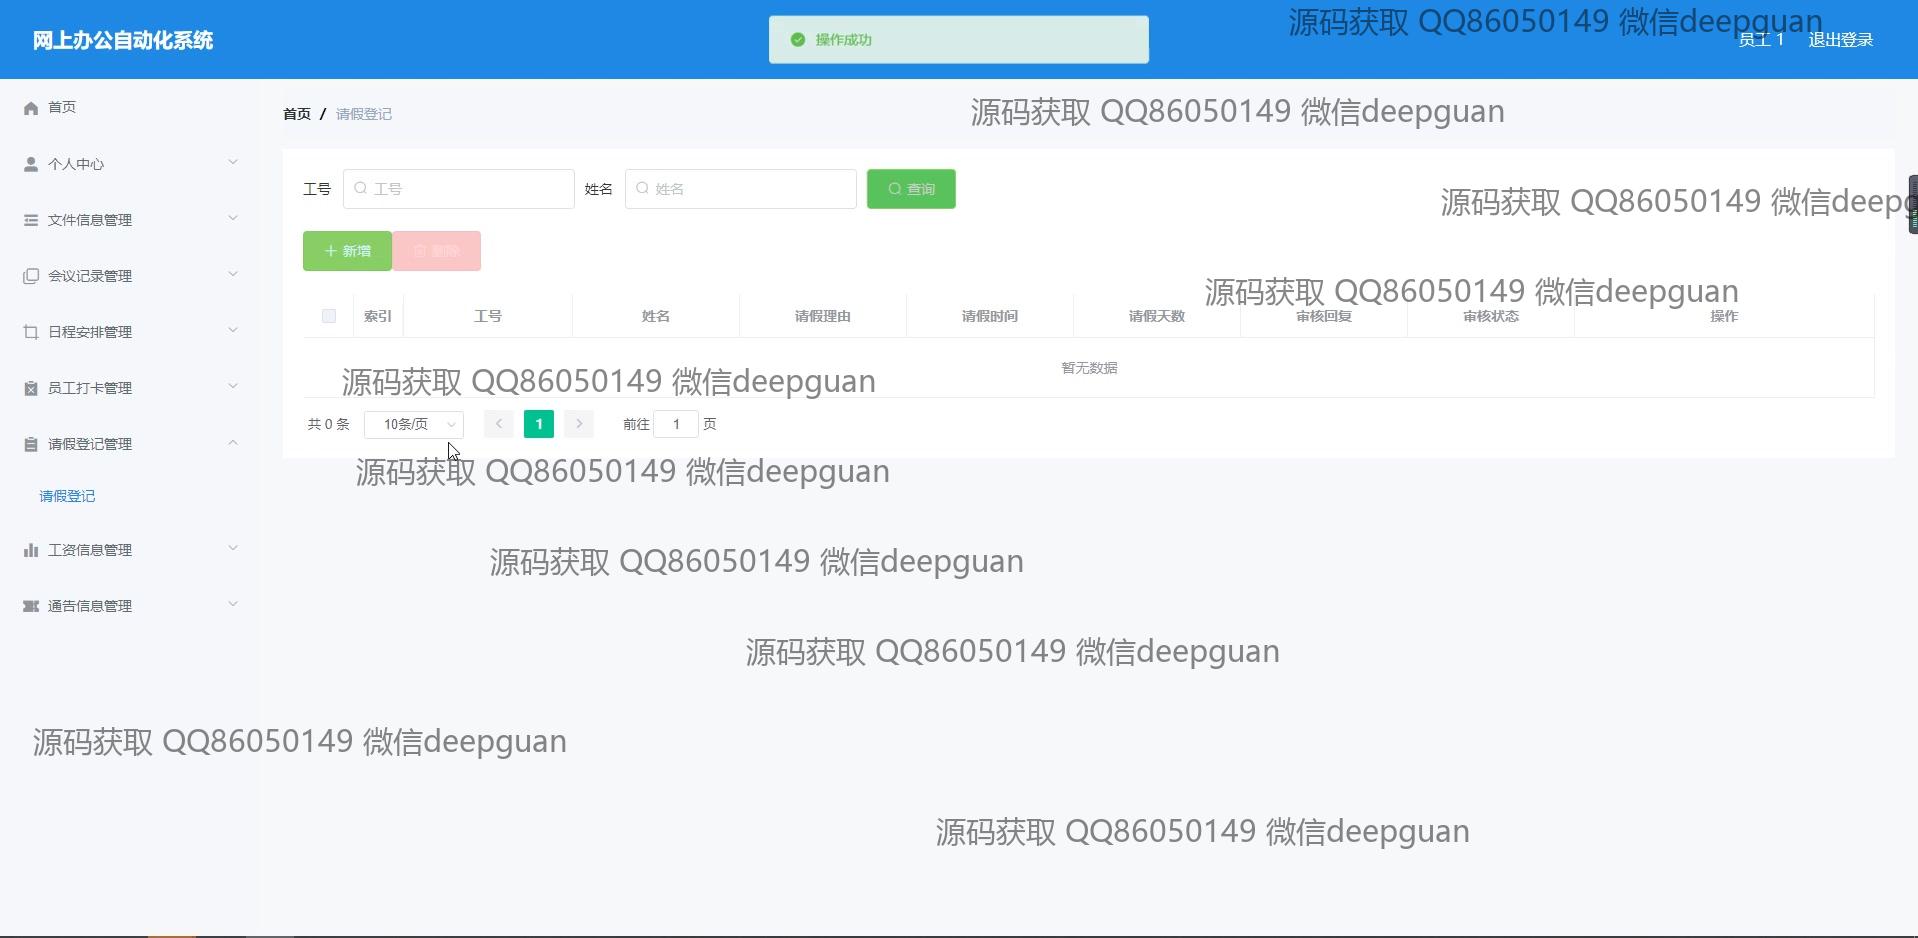 网上办公自动化系统
操作成功
源码获取 QQ86050149 微信deepguan
员工 1 退出登录
首页
首页 / 请假登记
源码获取 QQ86050149 微信deepguan
个人中心
工号 工号 姓名 姓名 查询
源码获取 QQ86050149 微信deepg
文件信息管理
新增 删除
会议记录管理
源码获取 QQ86050149 微信deepguan
索引 工号 姓名 请假理由 请假时间 请假天数 审核回复 审核状态 操作
日程安排管理
暂无数据
源码获取 QQ86050149 微信deepguan
员工打卡管理
共 0 条 10条/页 1 前往 1 页
请假登记管理
源码获取 QQ86050149 微信deepguan
请假登记
工资信息管理
源码获取 QQ86050149 微信deepguan
通告信息管理
源码获取 QQ86050149 微信deepguan
源码获取 QQ86050149 微信deepguan
源码获取 QQ86050149 微信deepguan